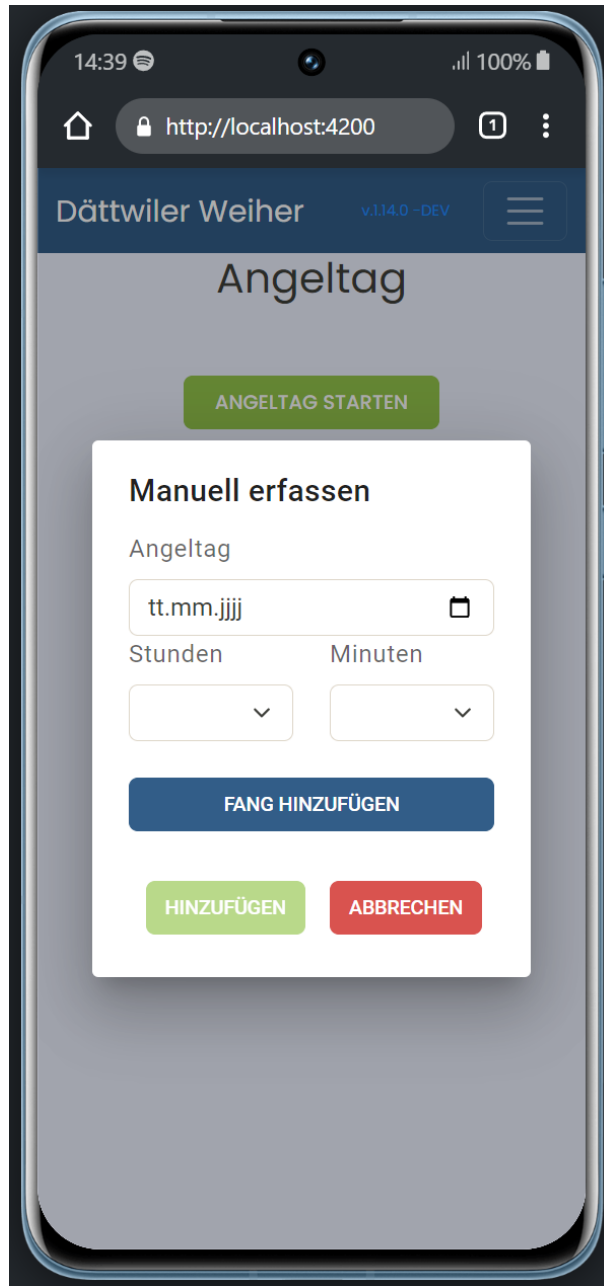 14:39 100%
http://localhost:4200 1
Dättwiler Weiher v.1.14.0 -DEV
Angeltag
ANGELTAG STARTEN
Manuell erfassen
Angeltag
tt.mm.jjjj
Stunden Minuten
FANG HINZUFÜGEN
HINZUFÜGEN ABBRECHEN